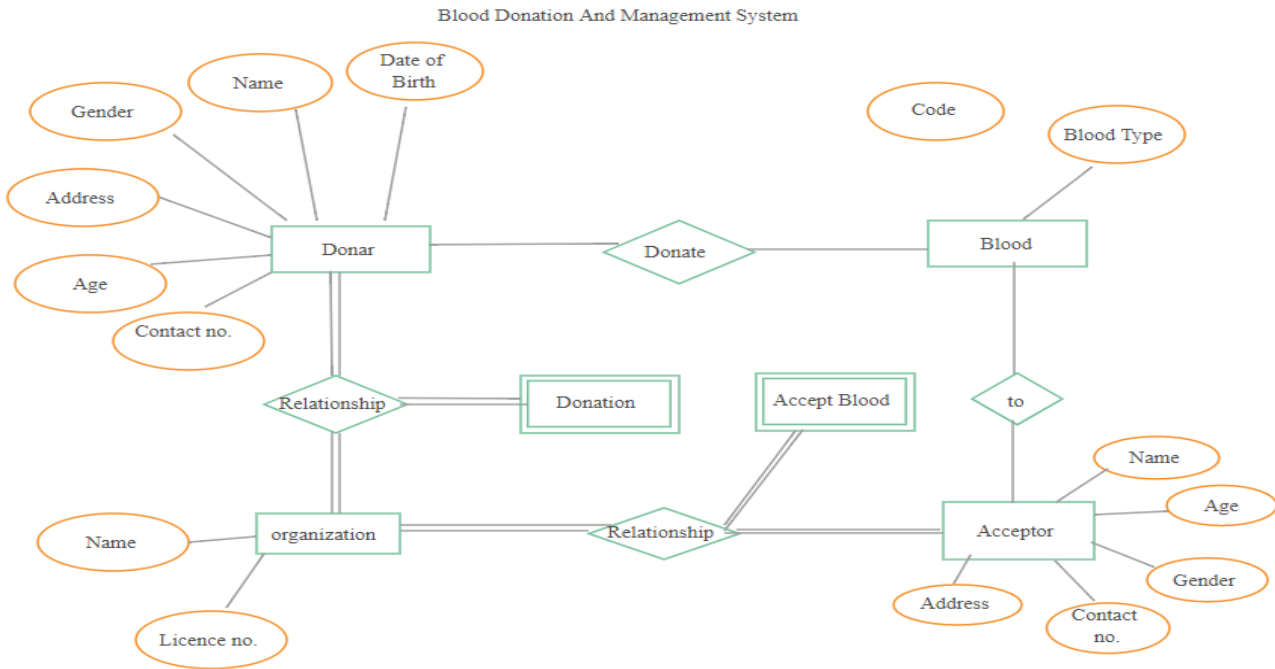 Blood Donation And Management System
Date of
Birth
Name
Gender
Code
Blood Type
Address
Donar
Donate
Blood
Age
Contact no.
Relationship
Donation
Accept Blood
to
Name
Age
Name
organization
Relationship
Acceptor
Gender
Address
Contact
no.
Licence no.